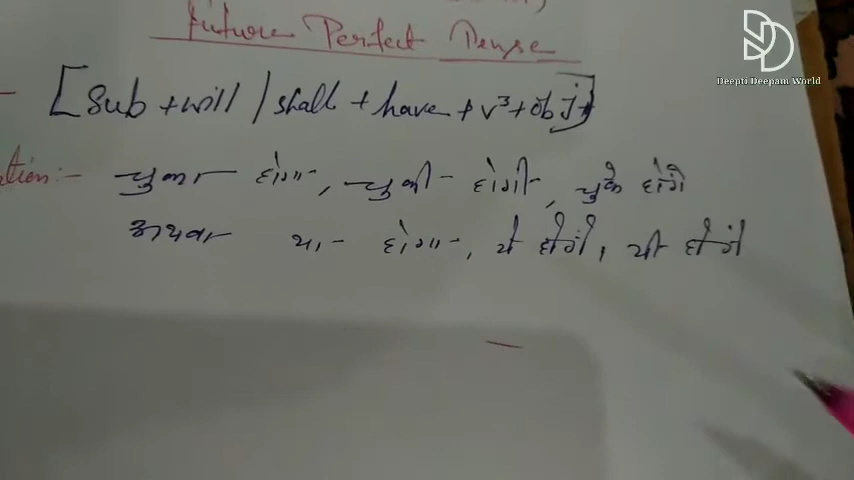 Deepti Deepam World
Future Perfect Tense
[Sub + will / shall + have + v³ + obj]
चुका होगा, चुकी होगी, चुके होंगे
अथवा या होगा, ये होंगे, यी होगी